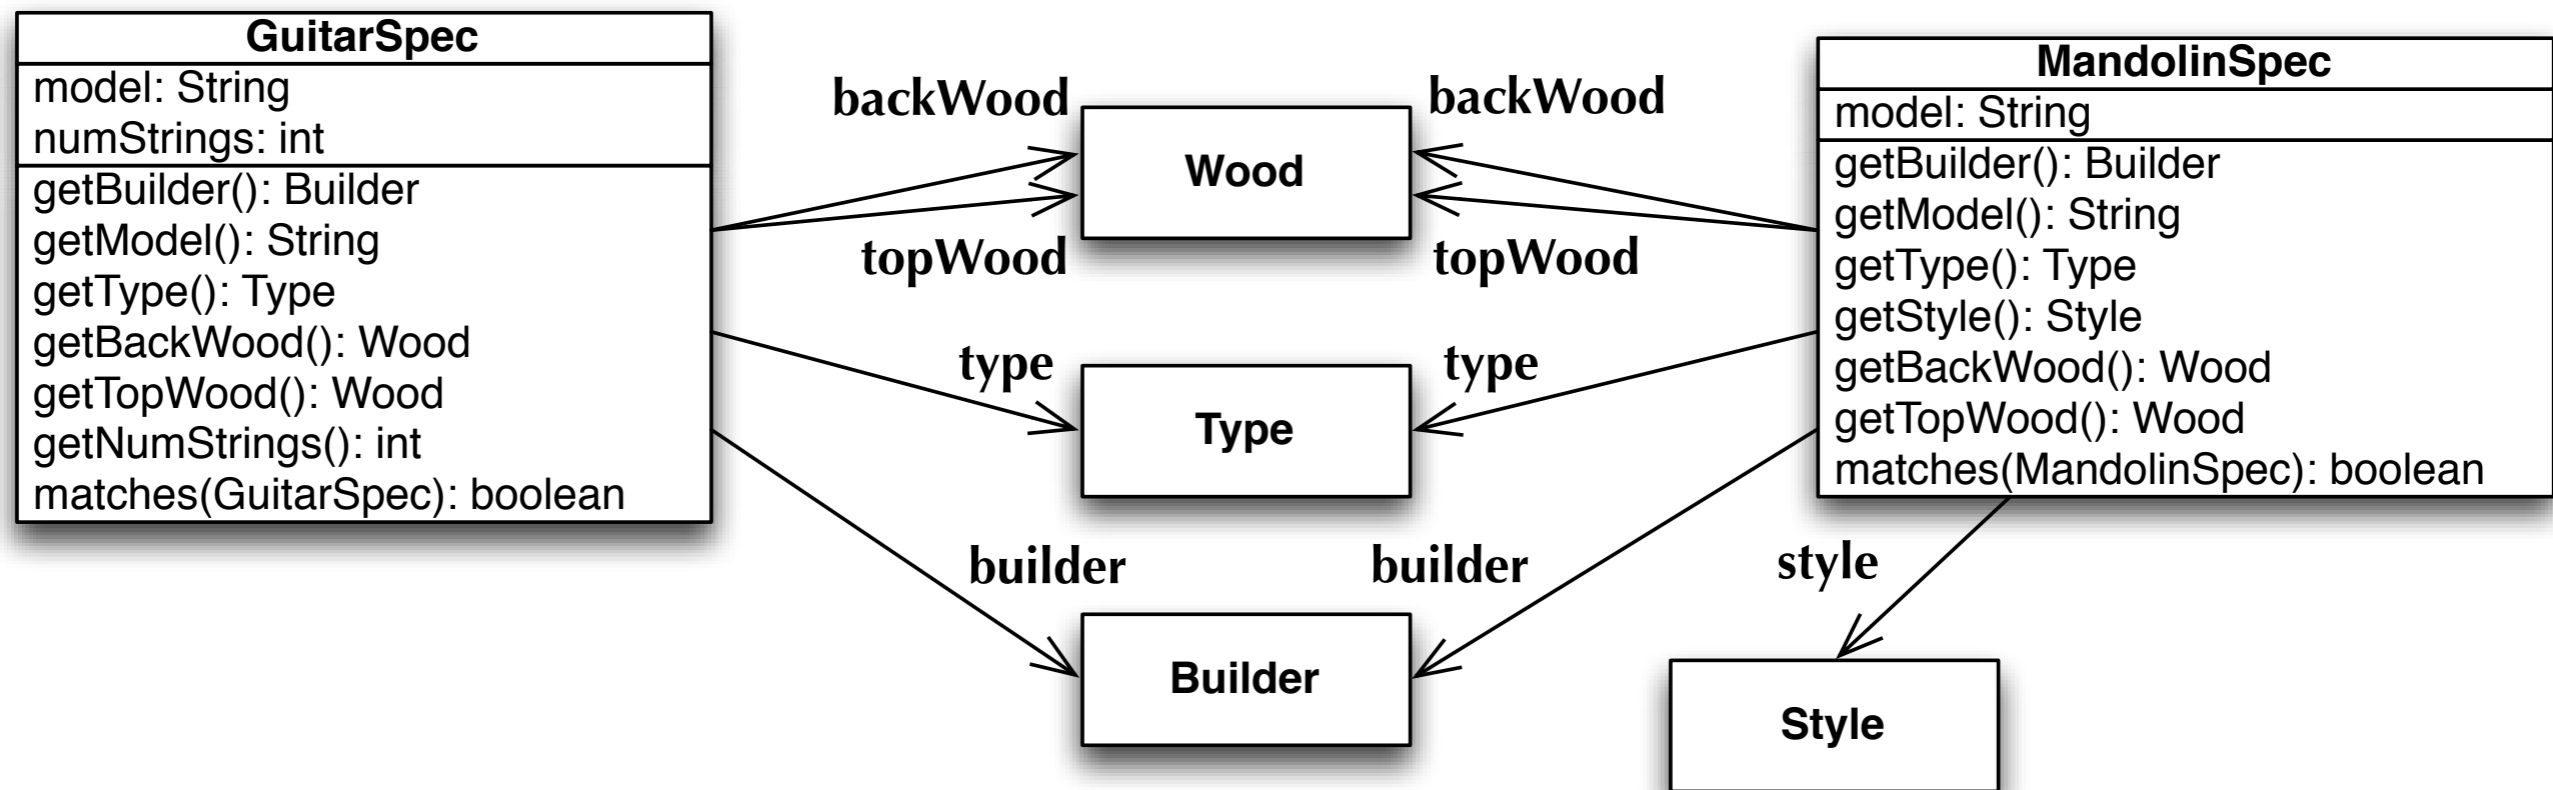 GuitarSpec
model: String
numStrings: int
getBuilder(): Builder
getModel(): String
getType(): Type
getBackWood(): Wood
getTopWood(): Wood
getNumStrings(): int
matches(GuitarSpec): boolean
backWood
topWood
type
builder
Wood
Type
Builder
backWood
topWood
type
builder
style
MandolinSpec
model: String
getBuilder(): Builder
getModel(): String
getType(): Type
getStyle(): Style
getBackWood(): Wood
getTopWood(): Wood
matches(MandolinSpec): boolean
Style